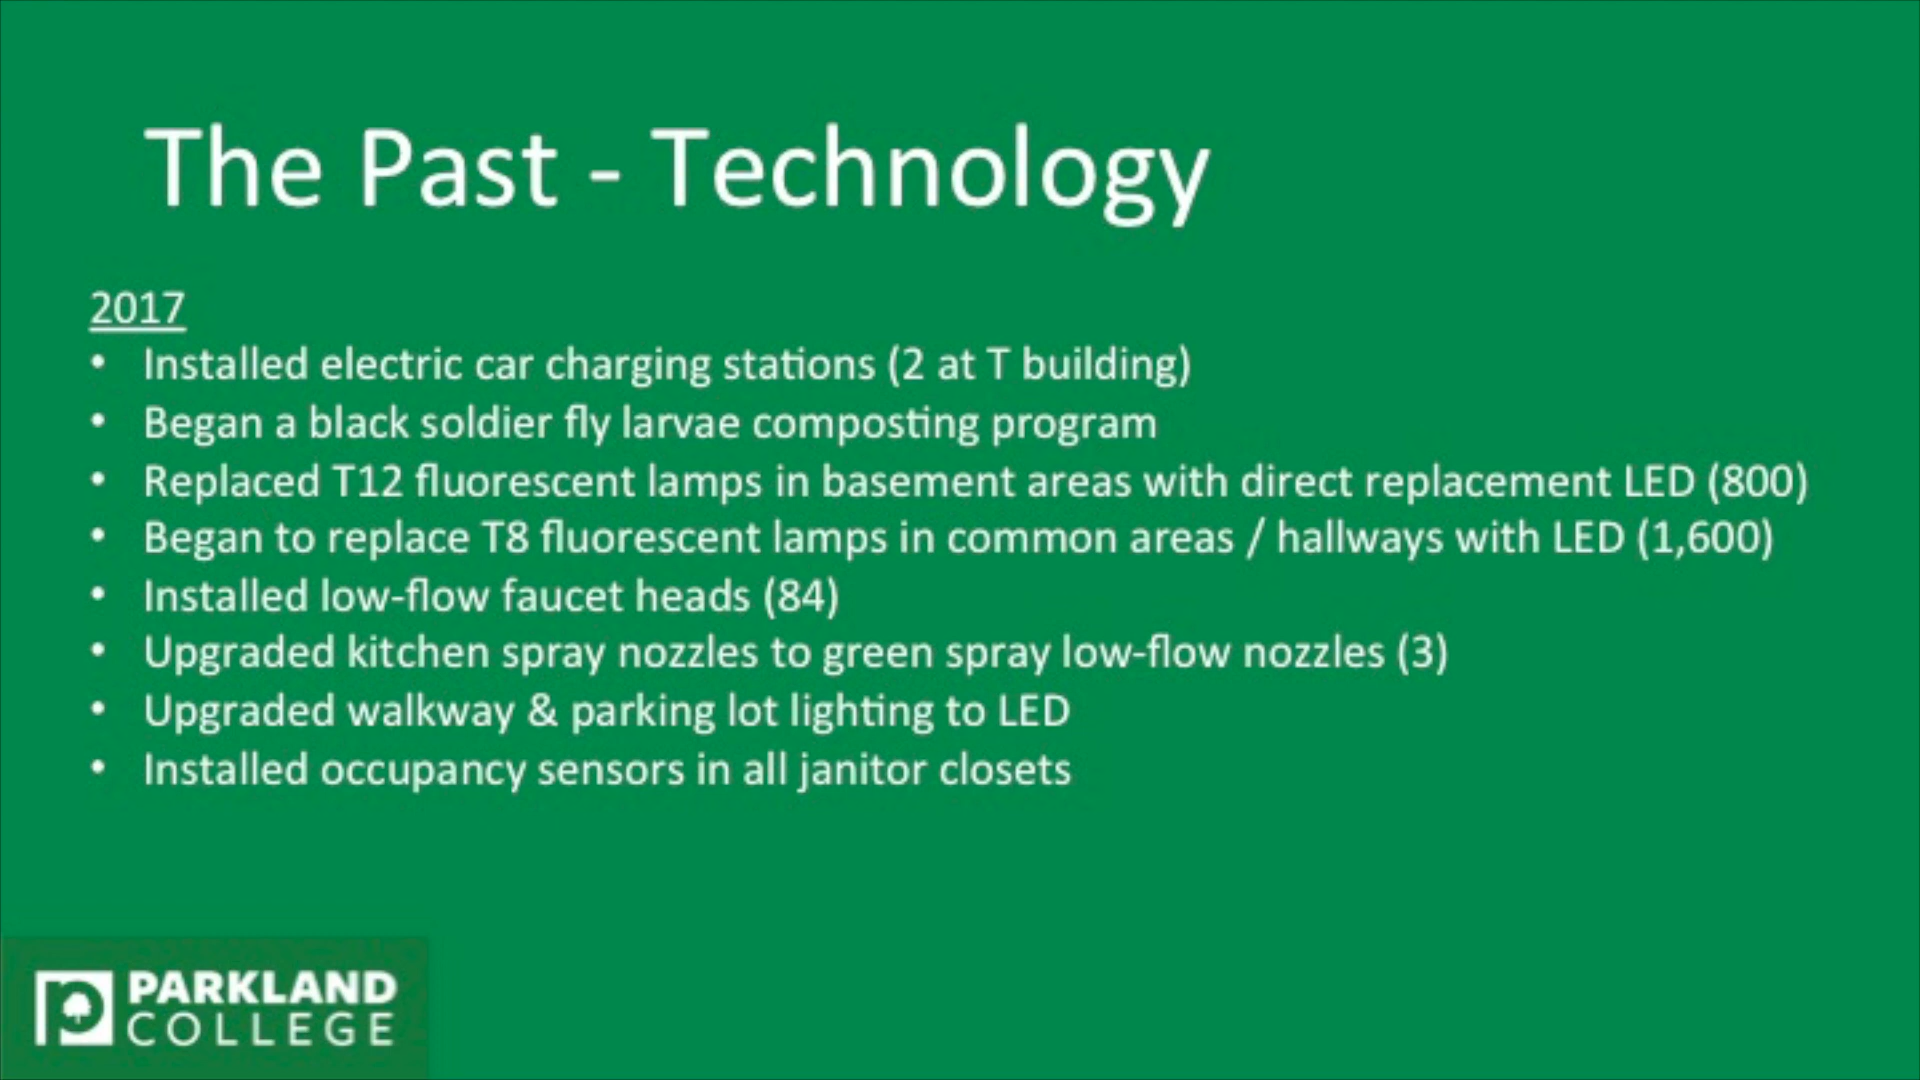 The Past - Technology
2017
• Installed electric car charging stations (2 at T building)
• Began a black soldier fly larvae composting program
• Replaced T12 fluorescent lamps in basement areas with direct replacement LED (800)
• Began to replace T8 fluorescent lamps in common areas / hallways with LED (1,600)
• Installed low-flow faucet heads (84)
• Upgraded kitchen spray nozzles to green spray low-flow nozzles (3)
• Upgraded walkway & parking lot lighting to LED
• Installed occupancy sensors in all janitor closets
PARKLAND
COLLEGE